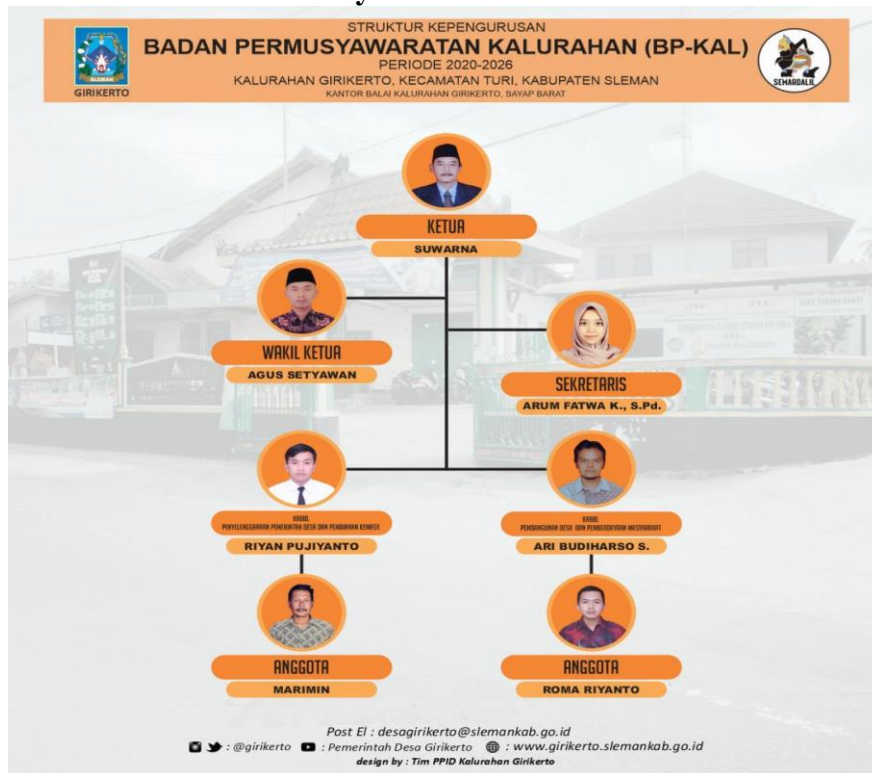 STRUKTUR KEPENGURUSAN
BADAN PERMUSYAWARATAN KALURAHAN (BP-KAL)
PERIODE 2020-2026
KALURAHAN GIRIKERTO, KECAMATAN TURI, KABUPATEN SLEMAN
KANTOR BALAI KALURAHAN GIRIKERTO, SAYAP BARAT
SLEMAN
GIRIKERTO
SEMARDALIL
KETUA
SUWARNA
WAKIL KETUA
AGUS SETYAWAN
SEKRETARIS
ARUM FATWA K., S.Pd.
KABID.
PENYELENGGARAAN PEMERINTAH DESA DAN PEMBINAAN KEMASY.
RIYAN PUJIYANTO
KABID.
PEMBANGUNAN DESA DAN PEMBERDAYAAN MASYARAKAT
ARI BUDIHARSO S.
ANGGOTA
MARIMIN
ANGGOTA
ROMA RIYANTO
Post El : desagirikerto@slemankab.go.id
: @girikerto : Pemerintah Desa Girikerto : www.girikerto.slemankab.go.id
design by : Tim PPID Kalurahan Girikerto